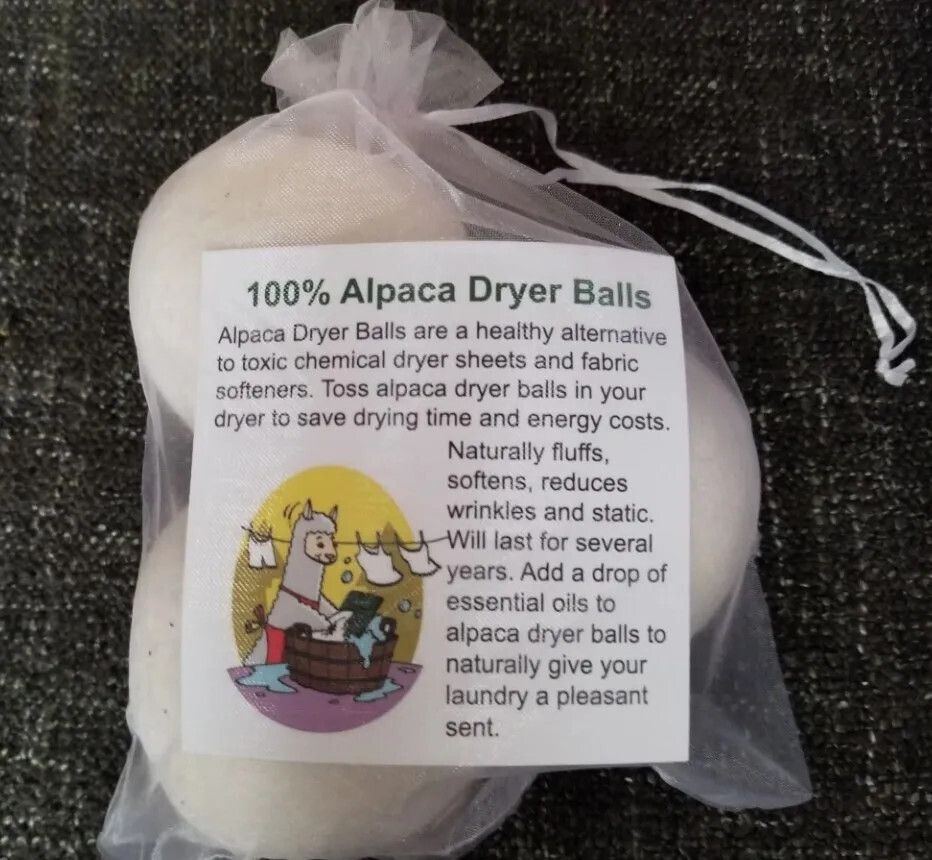 100% Alpaca Dryer Balls
Alpaca Dryer Balls are a healthy alternative
to toxic chemical dryer sheets and fabric
softeners. Toss alpaca dryer balls in your
dryer to save drying time and energy costs.
Naturally fluffs,
softens, reduces
wrinkles and static.
Will last for several
years. Add a drop of
essential oils to
alpaca dryer balls to
naturally give your
laundry a pleasant
sent.